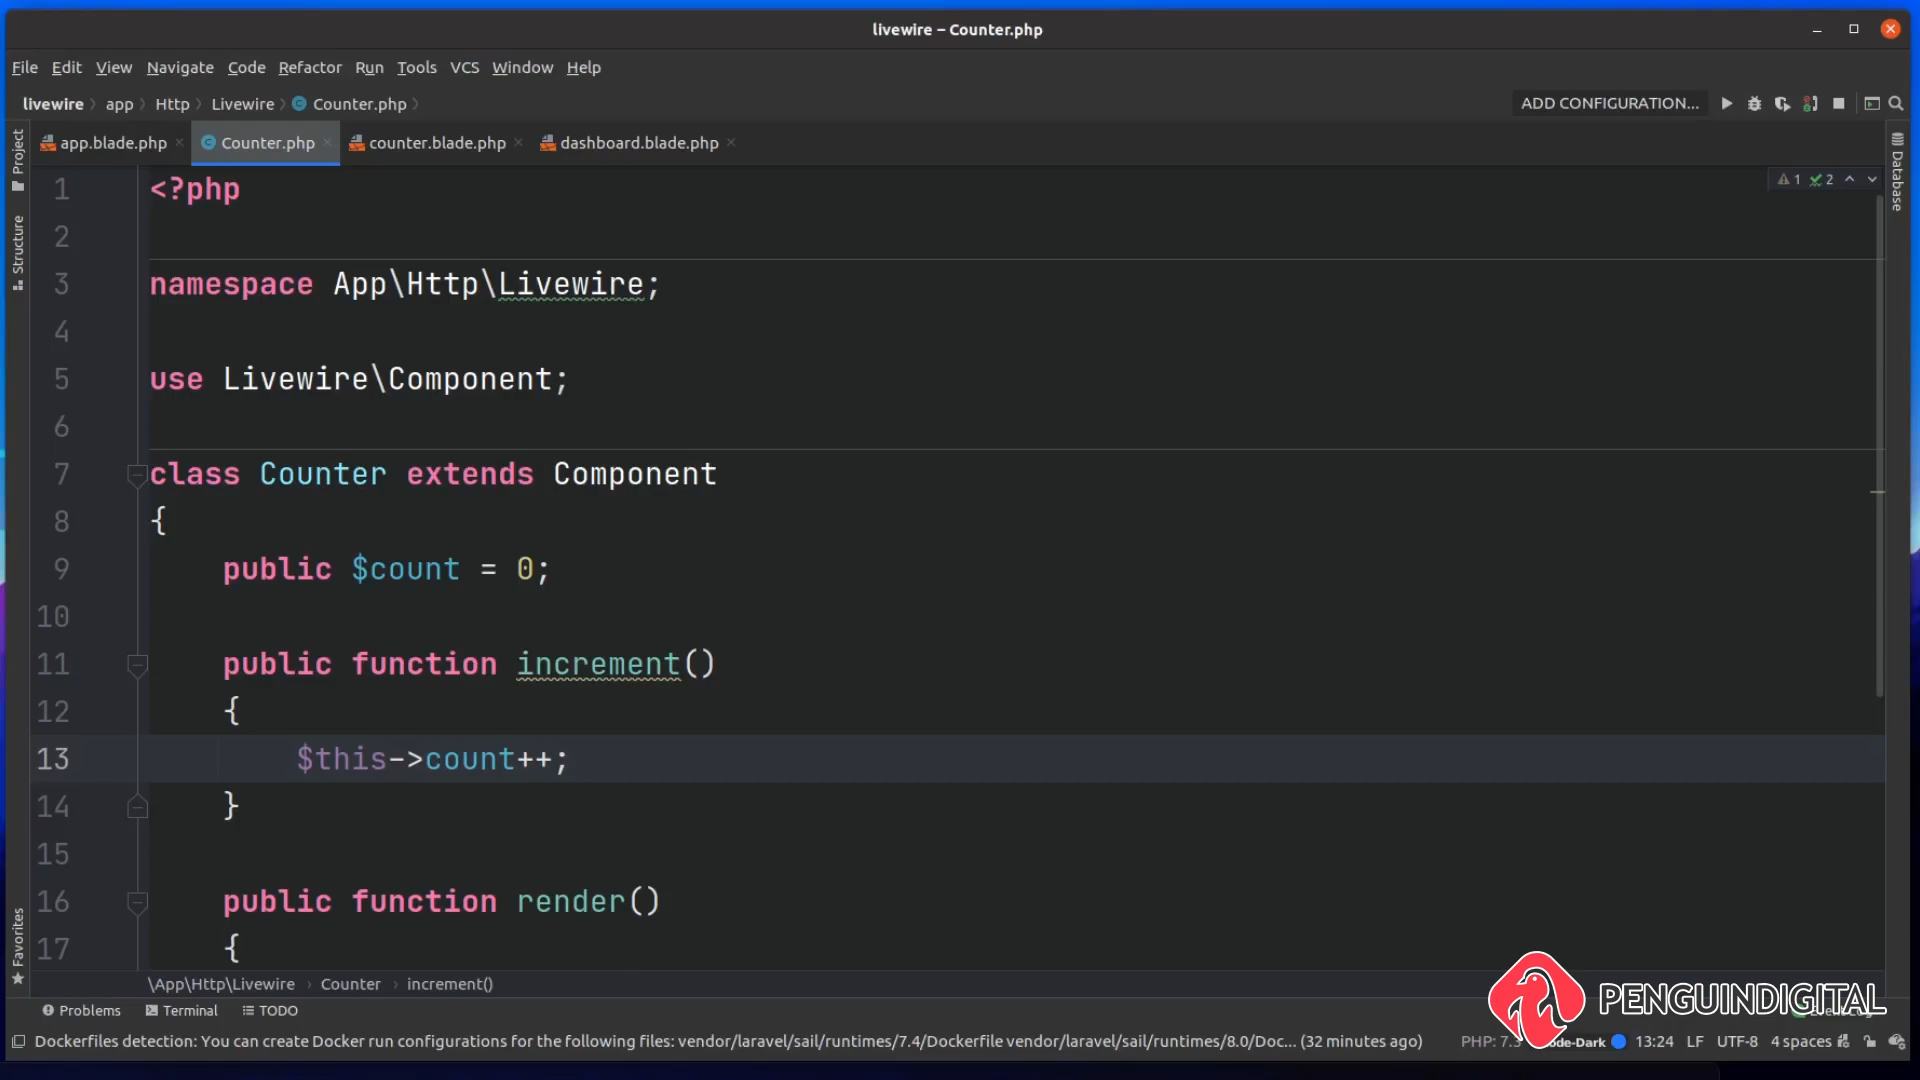 livewire – Counter.php
File Edit View Navigate Code Refactor Run Tools VCS Window Help
livewire app Http Livewire Counter.php
ADD CONFIGURATION...
app.blade.php Counter.php counter.blade.php dashboard.blade.php
Project
Structure
Favorites
Database
1 2
1 <?php
2
3 namespace App\Http\Livewire;
4
5 use Livewire\Component;
6
7 class Counter extends Component
8 {
9 public $count = 0;
10
11 public function increment()
12 {
13 $this->count++;
14 }
15
16 public function render()
17 {
\App\Http\Livewire › Counter › increment()
Problems Terminal TODO
PENGUINDIGITAL
Dockerfiles detection: You can create Docker run configurations for the following files: vendor/laravel/sail/runtimes/7.4/Dockerfile vendor/laravel/sail/runtimes/8.0/Doc... (32 minutes ago)
PHP: 7.3 13:24 LF UTF-8 4 spaces